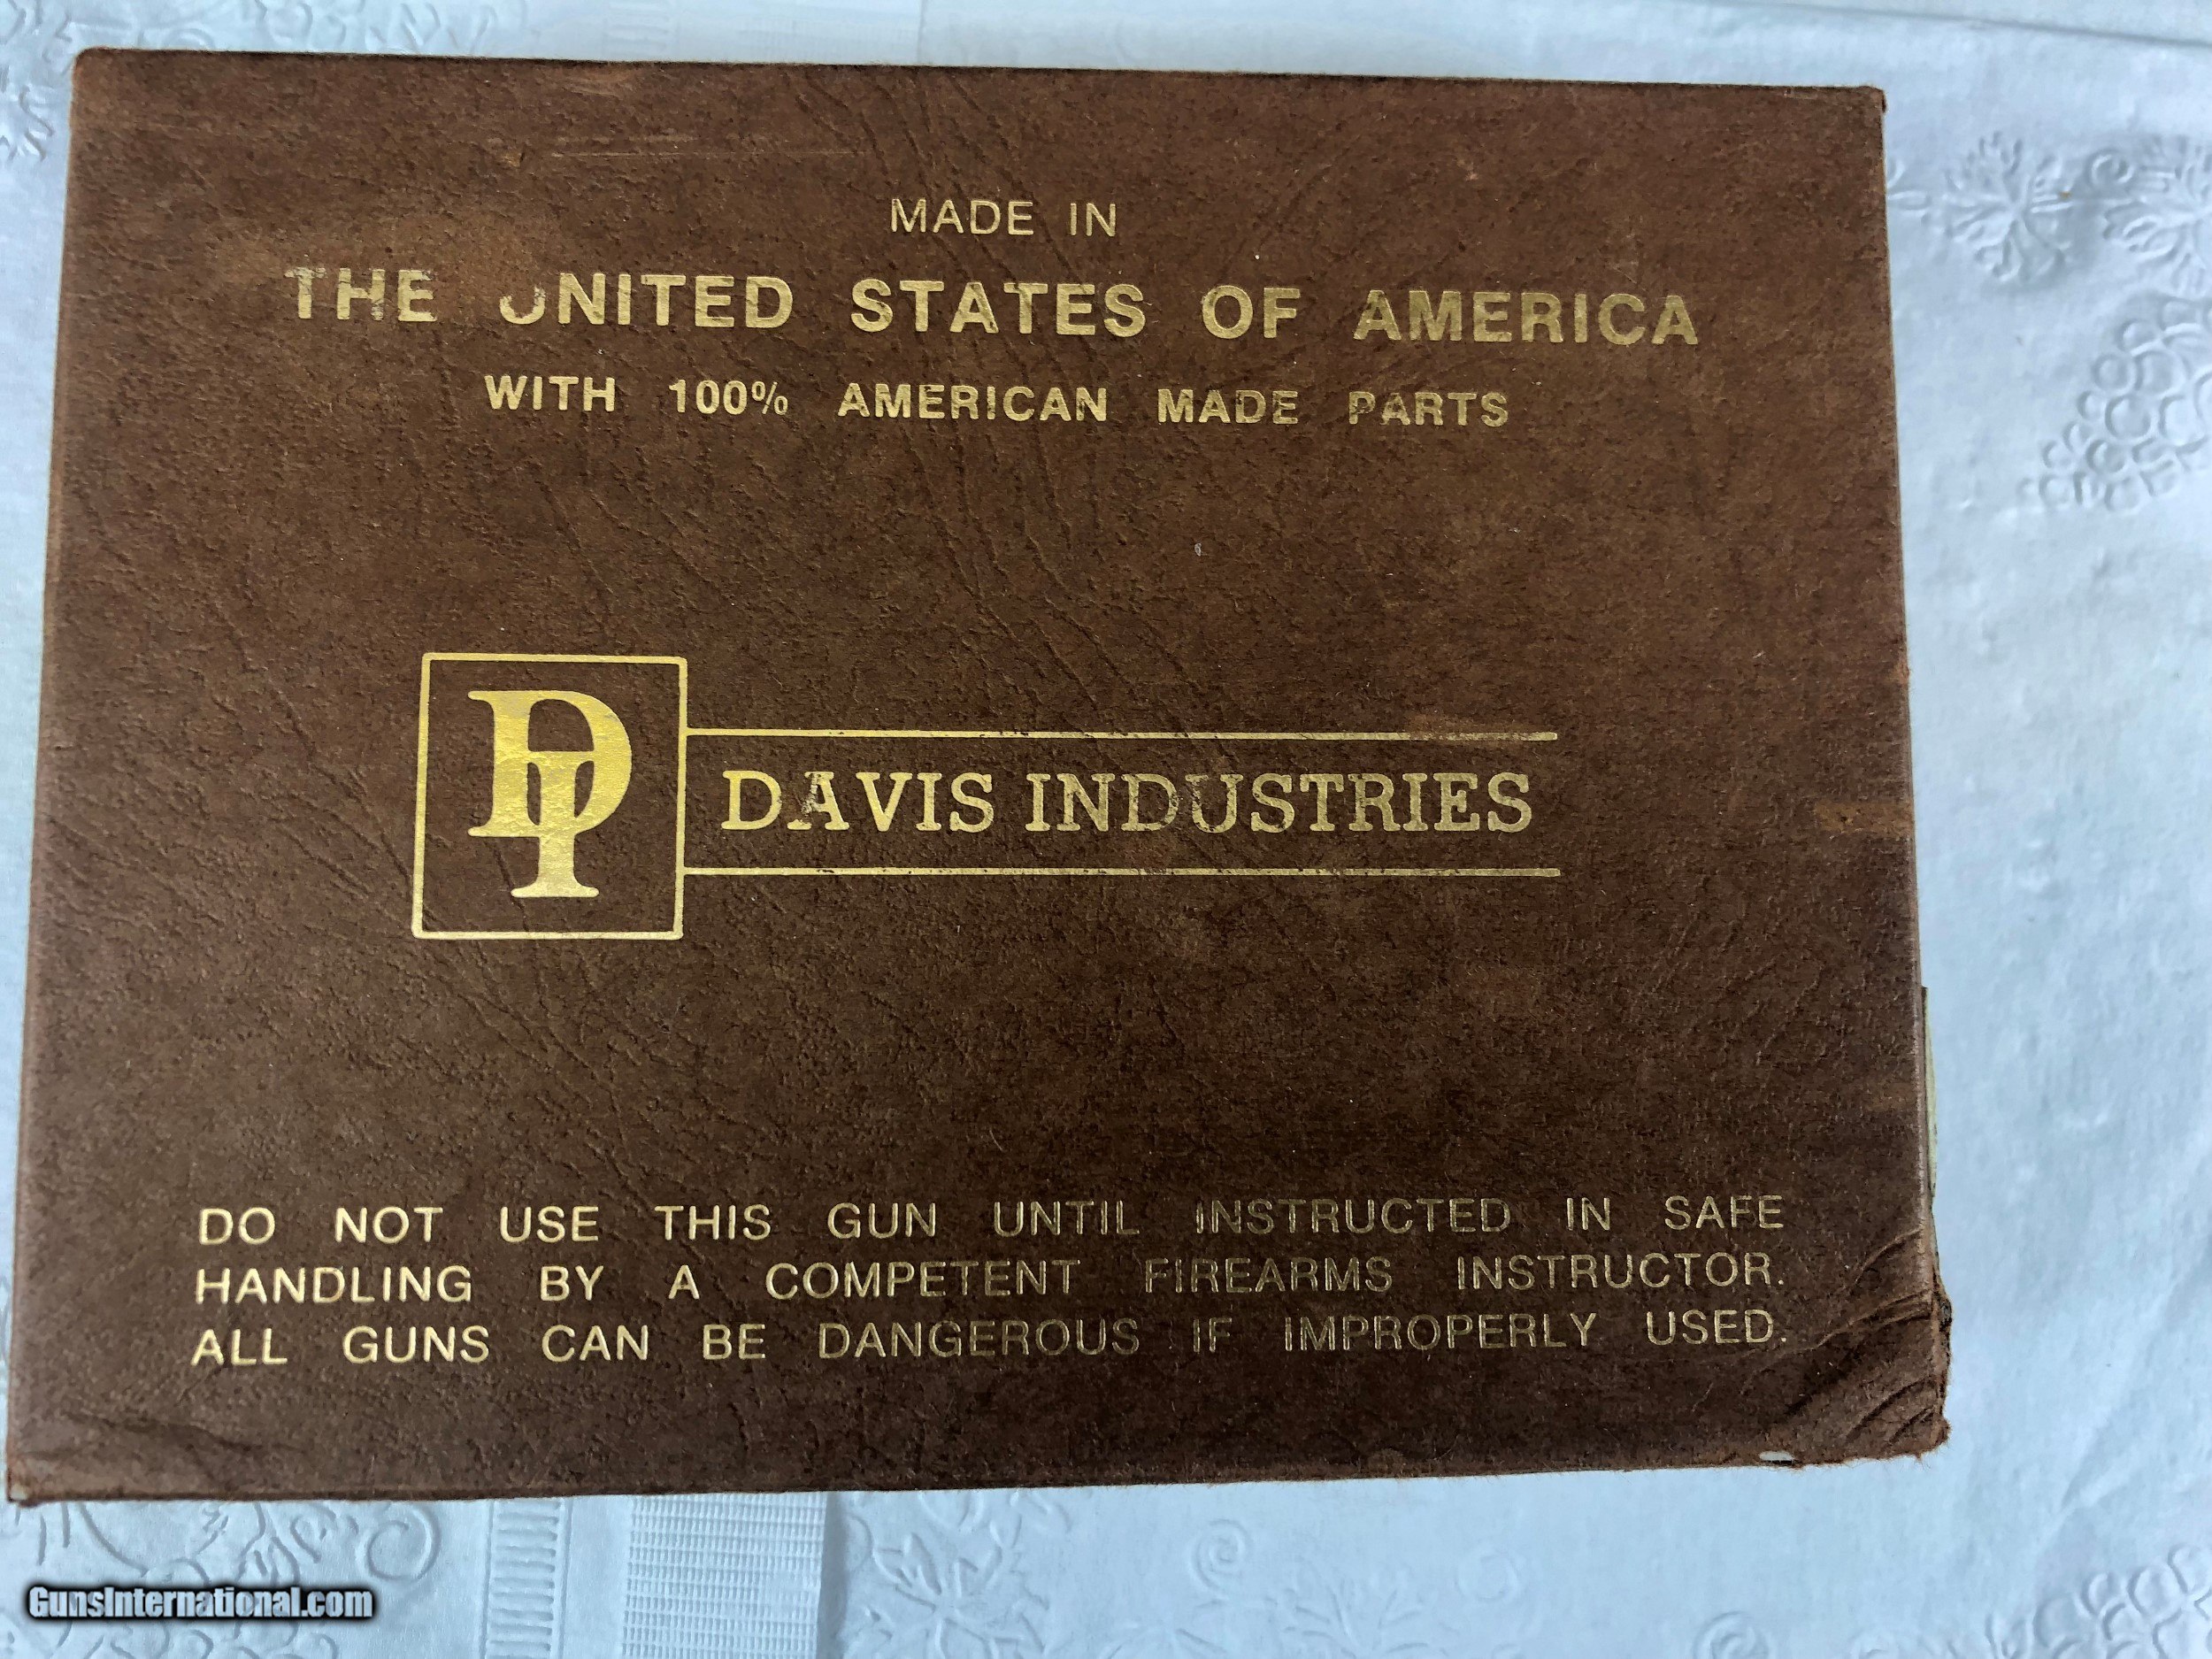 MADE IN
THE UNITED STATES OF AMERICA
WITH 100% AMERICAN MADE PARTS
DI
DAVIS INDUSTRIES
DO NOT USE THIS GUN UNTIL INSTRUCTED IN SAFE
HANDLING BY A COMPETENT FIREARMS INSTRUCTOR.
ALL GUNS CAN BE DANGEROUS IF IMPROPERLY USED.
GunsInternational.com